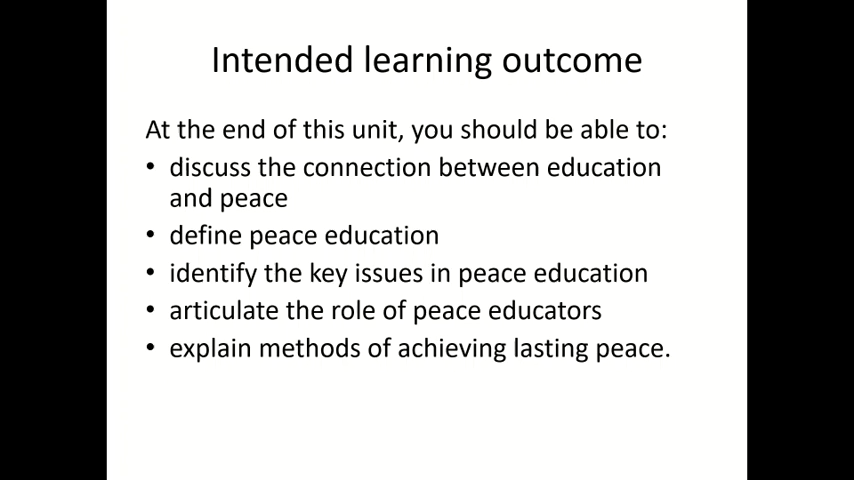 Intended learning outcome
At the end of this unit, you should be able to:
• discuss the connection between education
and peace
• define peace education
• identify the key issues in peace education
• articulate the role of peace educators
• explain methods of achieving lasting peace.